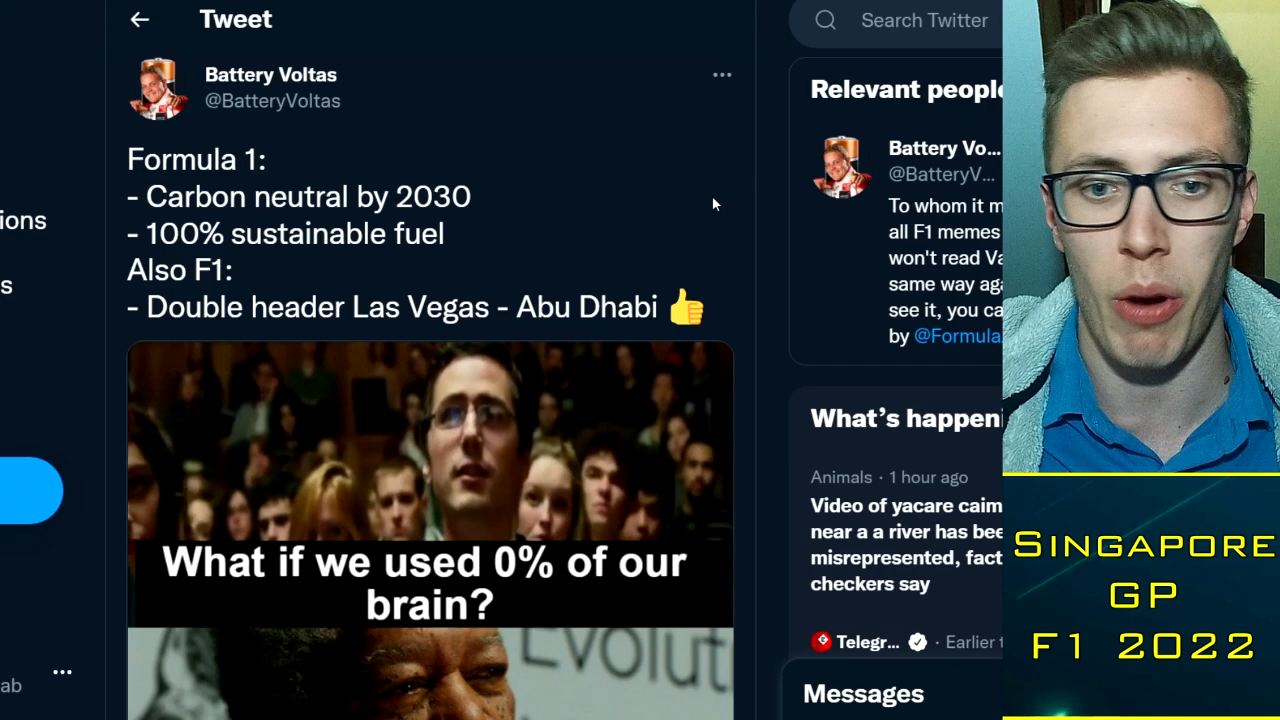 Tweet
Search Twitter
Battery Voltas
@BatteryVoltas
Formula 1:
- Carbon neutral by 2030
- 100% sustainable fuel
Also F1:
- Double header Las Vegas - Abu Dhabi 👍
What if we used 0% of our
brain?
Evoluti
ions
s
ab
Relevant people
Battery Vo...
@BatteryV...
To whom it m
all F1 memes
won't read Va
same way aga
see it, you ca
by @Formula
What's happeni
Animals · 1 hour ago
Video of yacare caim
near a a river has bee
misrepresented, fact
checkers say
Telegr... · Earlier t
Messages
SINGAPORE
GP
F1 2022